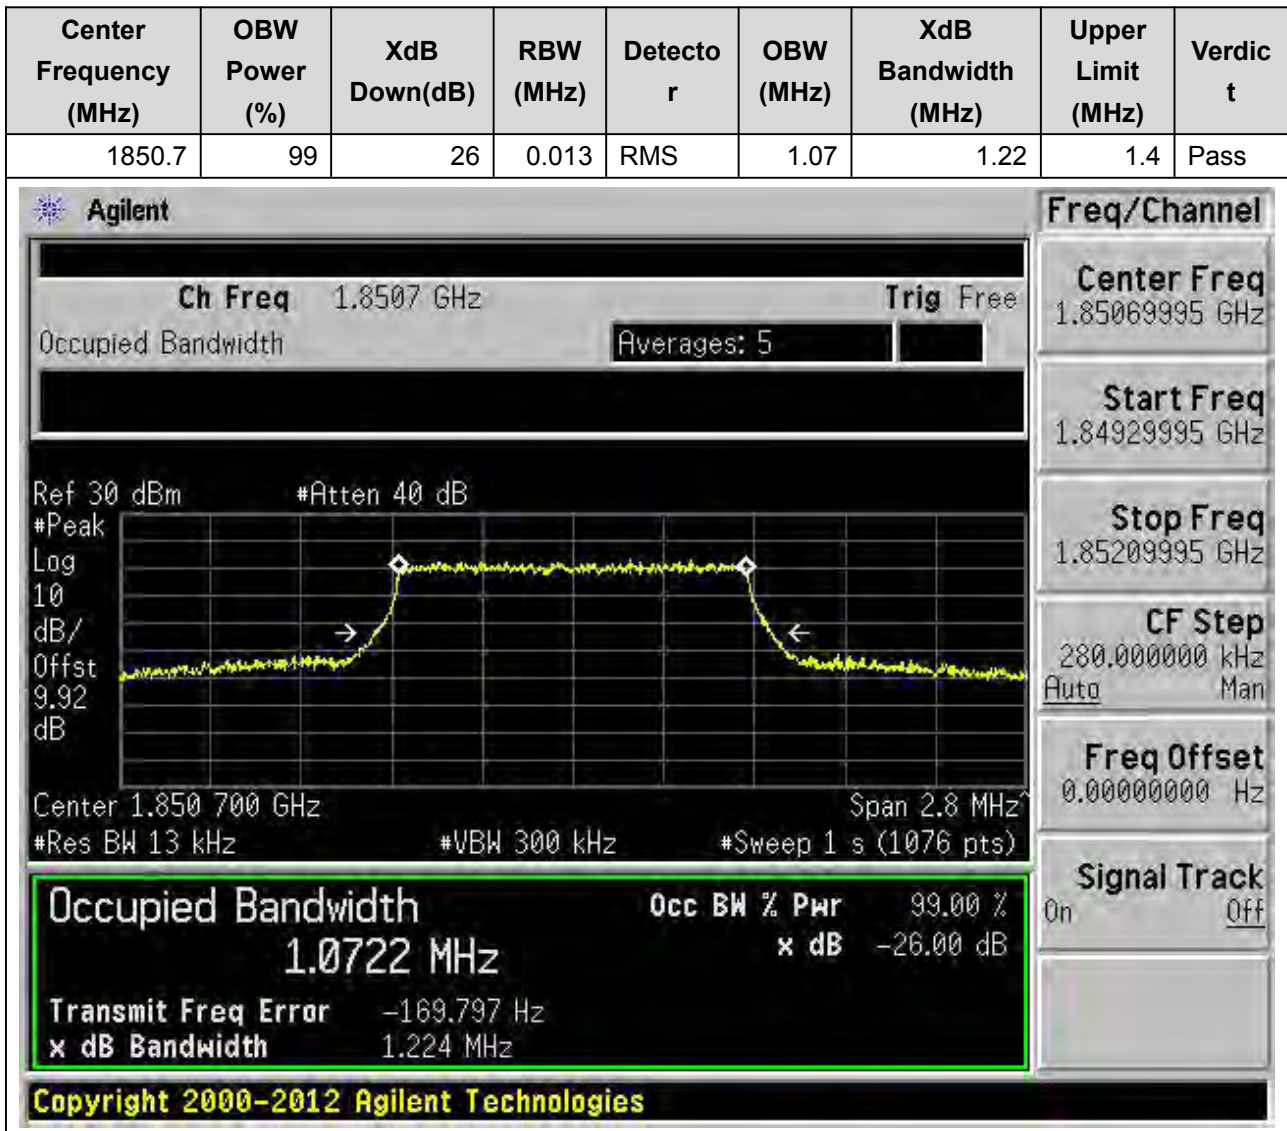 Center Frequency (MHz) OBW Power (%) XdB Down(dB) RBW (MHz) Detecto r OBW (MHz) XdB Bandwidth (MHz) Upper Limit (MHz) Verdic t
1850.7 99 26 0.013 RMS 1.07 1.22 1.4 Pass
Agilent
Freq/Channel
Ch Freq 1.8507 GHz Trig Free
Occupied Bandwidth Averages: 5
Ref 30 dBm #Atten 40 dB
#Peak
Log
10
dB/
Offst
9.92
dB
Center 1.850 700 GHz Span 2.8 MHz^
#Res BW 13 kHz #VBW 300 kHz #Sweep 1 s (1076 pts)
Occupied Bandwidth Occ BW % Pwr 99.00 %
1.0722 MHz x dB -26.00 dB
Transmit Freq Error -169.797 Hz
x dB Bandwidth 1.224 MHz
Copyright 2000-2012 Agilent Technologies
Center Freq
1.85069995 GHz
Start Freq
1.84929995 GHz
Stop Freq
1.85209995 GHz
CF Step
280.000000 kHz
Auto Man
Freq Offset
0.00000000 Hz
Signal Track
On Off